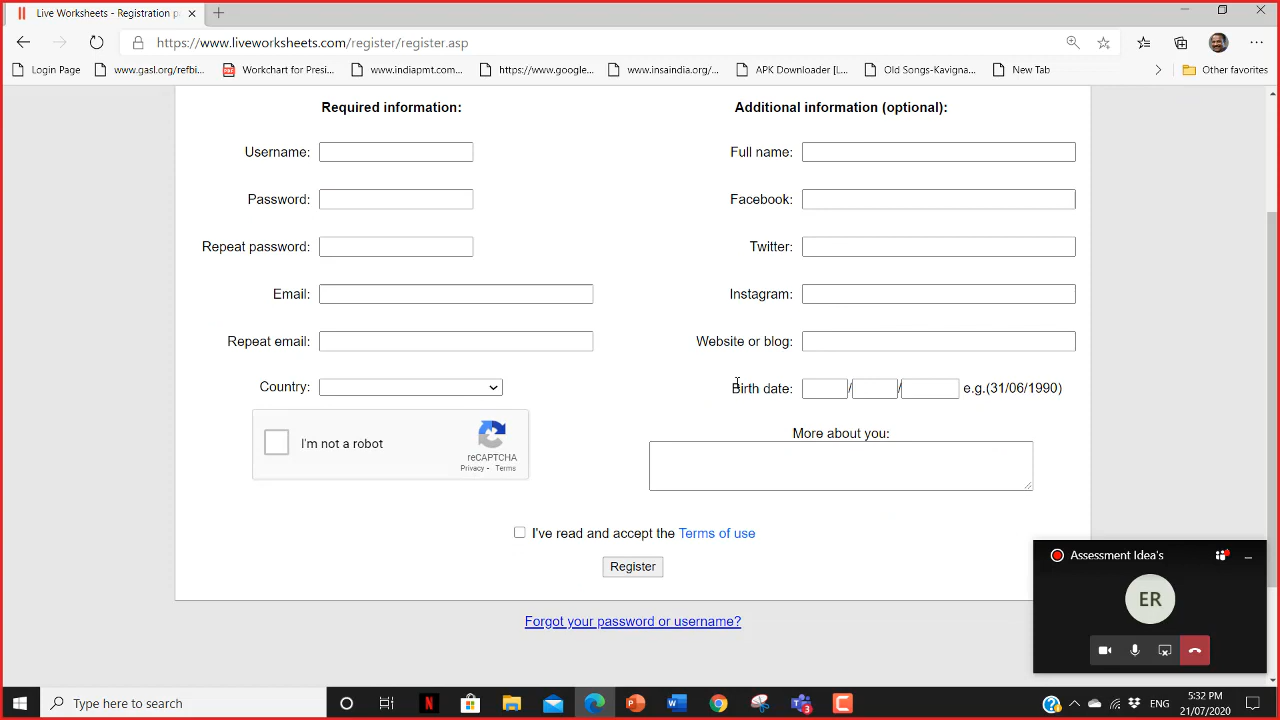 Live Worksheets - Registration p
https://www.liveworksheets.com/register/register.asp
Login Page
www.gasl.org/refbi...
Workchart for Presi...
www.indiapmt.com...
https://www.google...
www.insaindia.org/...
APK Downloader [L...
Old Songs-Kavigna...
New Tab
Other favorites
Required information:
Username:
Password:
Repeat password:
Email:
Repeat email:
Country:
I'm not a robot
reCAPTCHA
Privacy - Terms
Additional information (optional):
Full name:
Facebook:
Twitter:
Instagram:
Website or blog:
Birth date: / / e.g.(31/06/1990)
More about you:
I've read and accept the Terms of use
Register
Forgot your password or username?
Assessment Idea's
ER
Type here to search
ENG
5:32 PM
21/07/2020